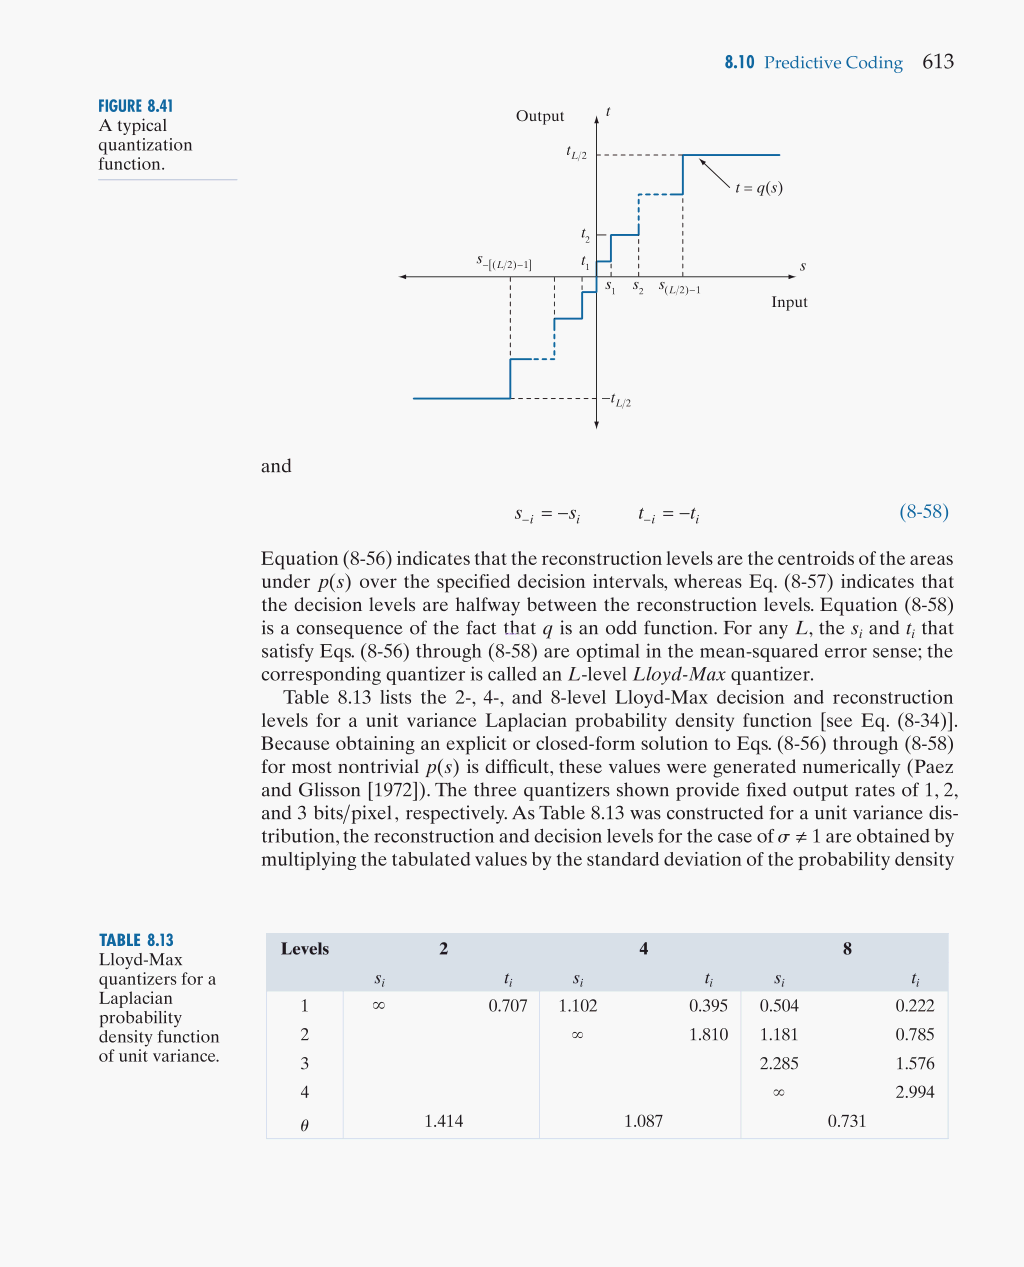 8.10 Predictive Coding 613
FIGURE 8.41
A typical
quantization
function.
Output
t
t_{L/2}
t = q(s)
t_2
t_1
s_{−[(L/2)−1]}
s
s_1 s_2 s_{(L/2)−1}
Input
−t_{L/2}
and
s_{−i} = −s_i t_{−i} = −t_i (8-58)
Equation (8-56) indicates that the reconstruction levels are the centroids of the areas
under p(s) over the specified decision intervals, whereas Eq. (8-57) indicates that
the decision levels are halfway between the reconstruction levels. Equation (8-58)
is a consequence of the fact that q is an odd function. For any L, the s_i and t_i that
satisfy Eqs. (8-56) through (8-58) are optimal in the mean-squared error sense; the
corresponding quantizer is called an L-level Lloyd-Max quantizer.
Table 8.13 lists the 2-, 4-, and 8-level Lloyd-Max decision and reconstruction
levels for a unit variance Laplacian probability density function [see Eq. (8-34)].
Because obtaining an explicit or closed-form solution to Eqs. (8-56) through (8-58)
for most nontrivial p(s) is difficult, these values were generated numerically (Paez
and Glisson [1972]). The three quantizers shown provide fixed output rates of 1, 2,
and 3 bits/pixel, respectively. As Table 8.13 was constructed for a unit variance dis-
tribution, the reconstruction and decision levels for the case of σ ≠ 1 are obtained by
multiplying the tabulated values by the standard deviation of the probability density
TABLE 8.13
Lloyd-Max
quantizers for a
Laplacian
probability
density function
of unit variance.
Levels 2 4 8
s_i t_i s_i t_i s_i t_i
1 ∞ 0.707 1.102 0.395 0.504 0.222
2 ∞ 1.810 1.181 0.785
3 2.285 1.576
4 ∞ 2.994
θ 1.414 1.087 0.731